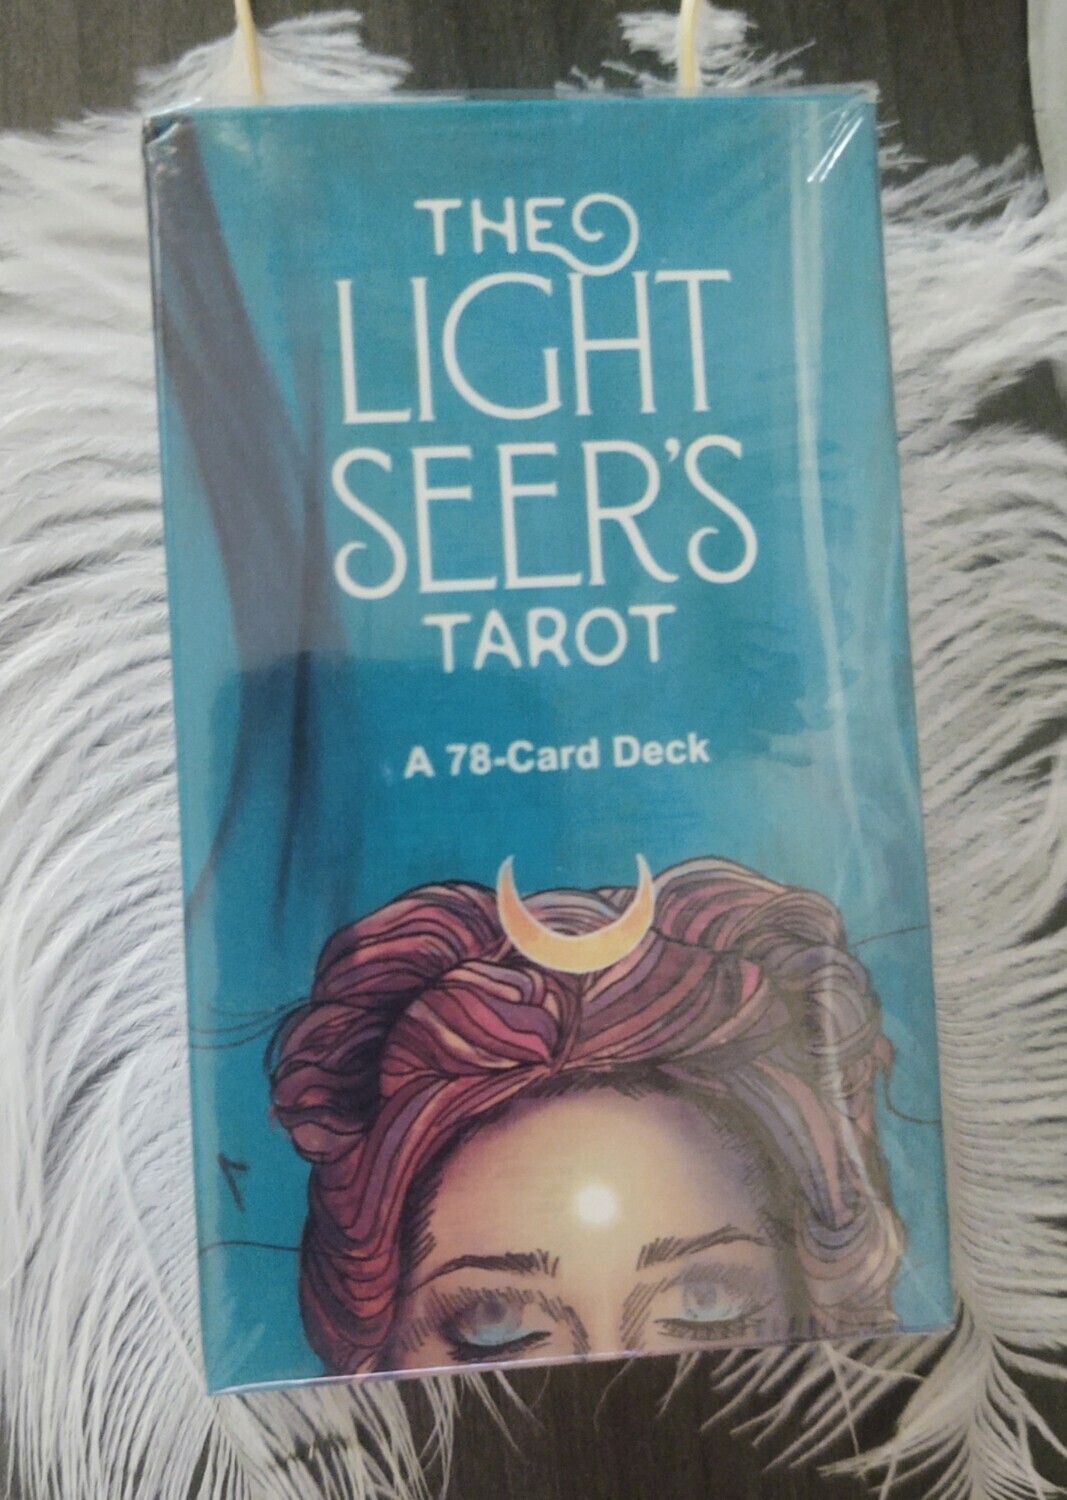 THE
LIGHT
SEER'S
TAROT
A 78-Card Deck